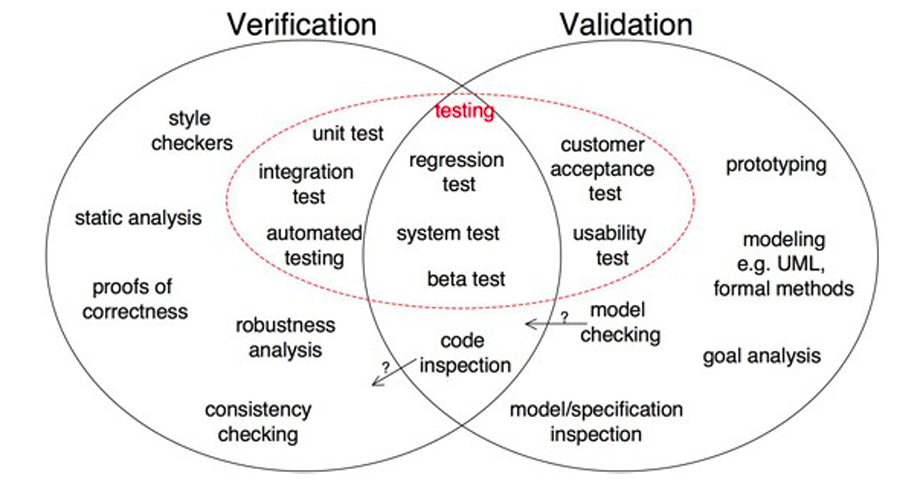 Verification
Validation
testing
style
checkers
unit test
integration
test
automated
testing
static analysis
proofs of
correctness
robustness
analysis
consistency
checking
regression
test
system test
beta test
code
inspection
?
customer
acceptance
test
usability
test
?
model
checking
model/specification
inspection
prototyping
modeling
e.g. UML,
formal methods
goal analysis